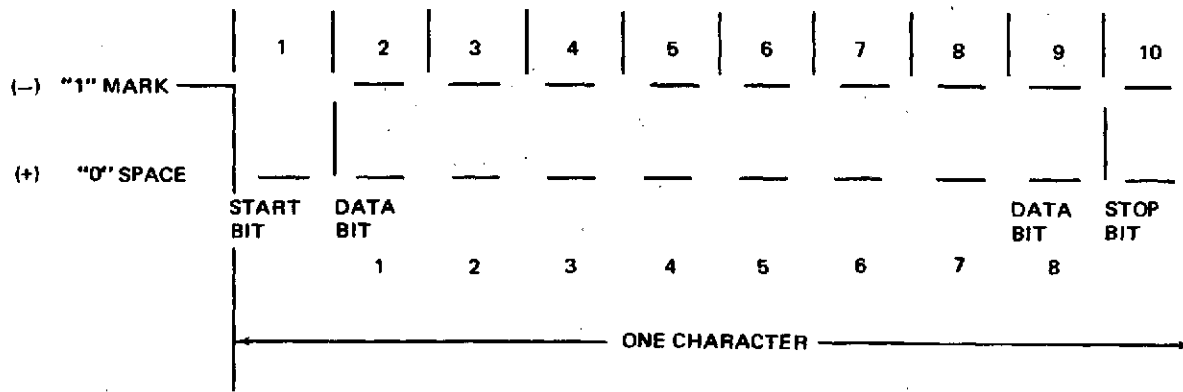 1 2 3 4 5 6 7 8 9 10
(−) "1" MARK
(+) "0" SPACE
START DATA DATA STOP
BIT BIT BIT BIT
1 2 3 4 5 6 7 8
ONE CHARACTER